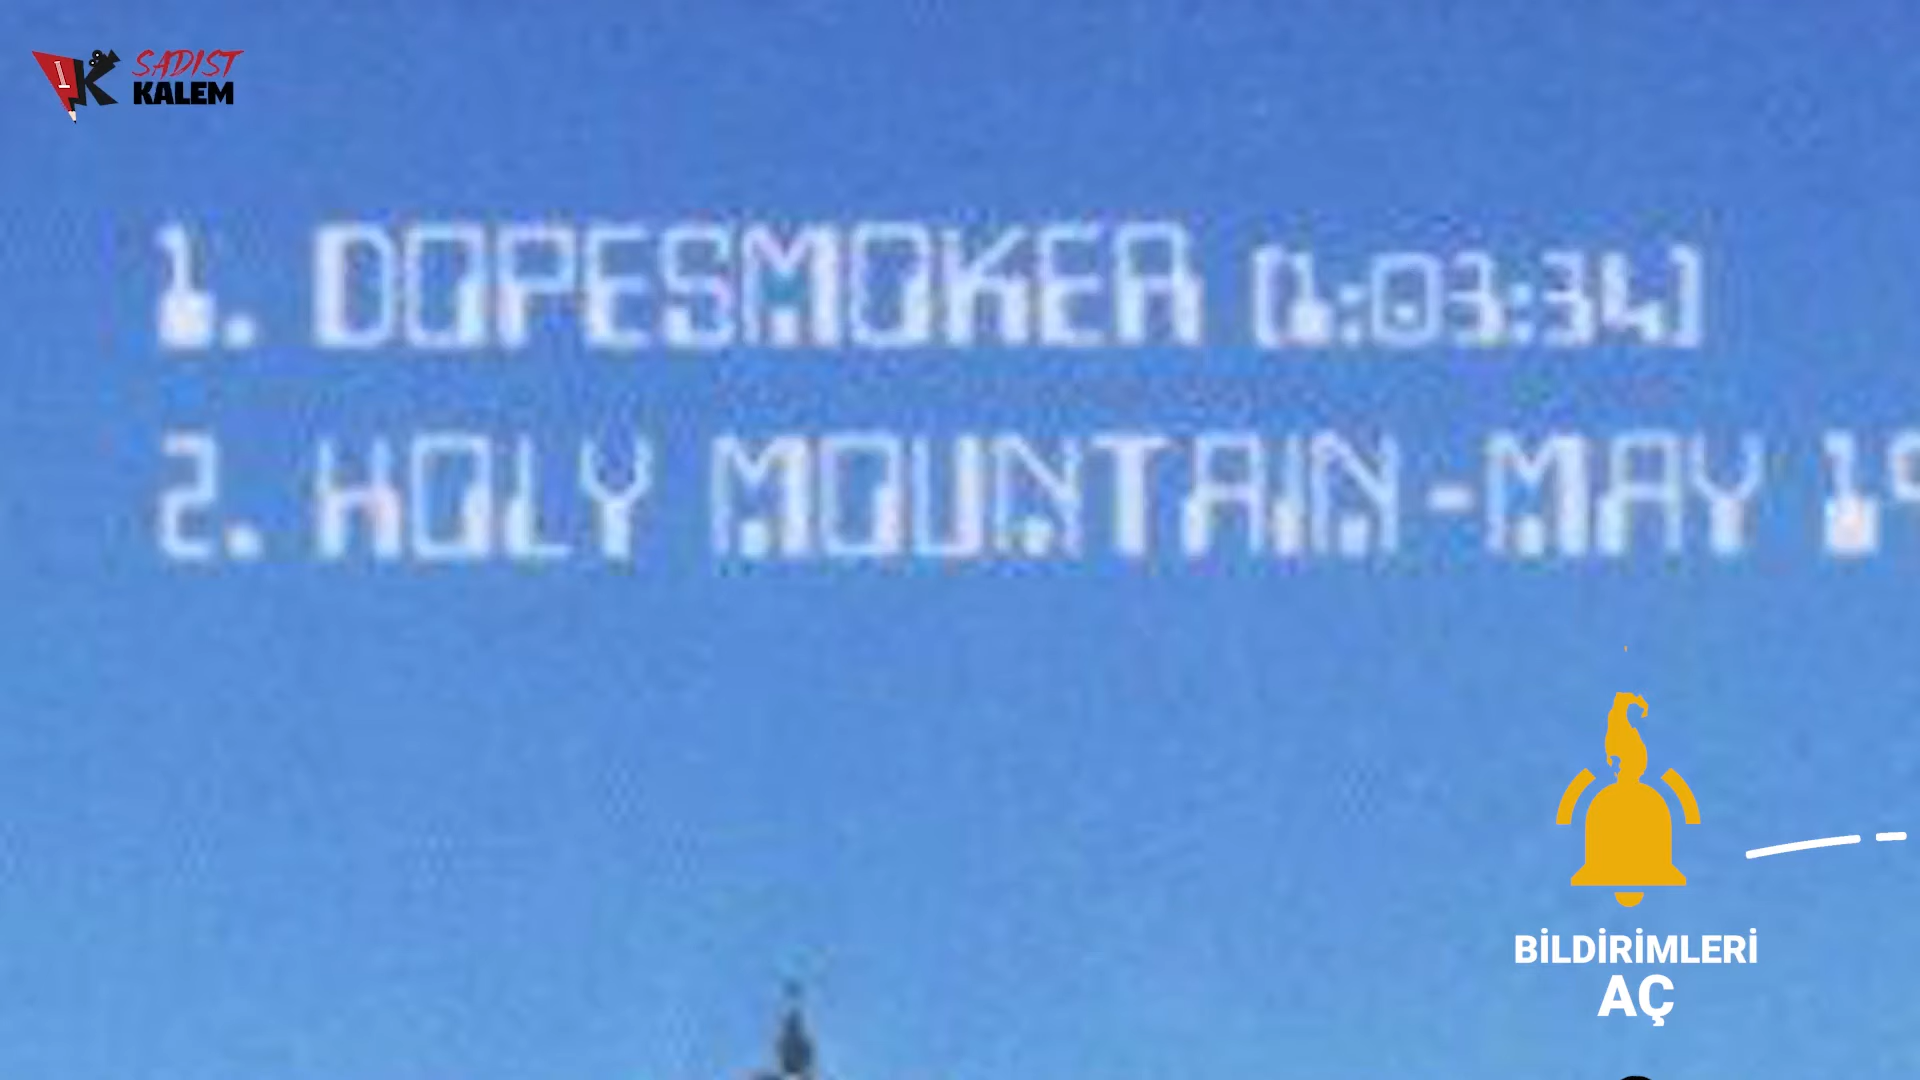 SADIST
KALEM
1. DOPESMOKER [1:03:34]
2. HOLY MOUNTAIN-MAY
BİLDİRİMLERİ
AÇ